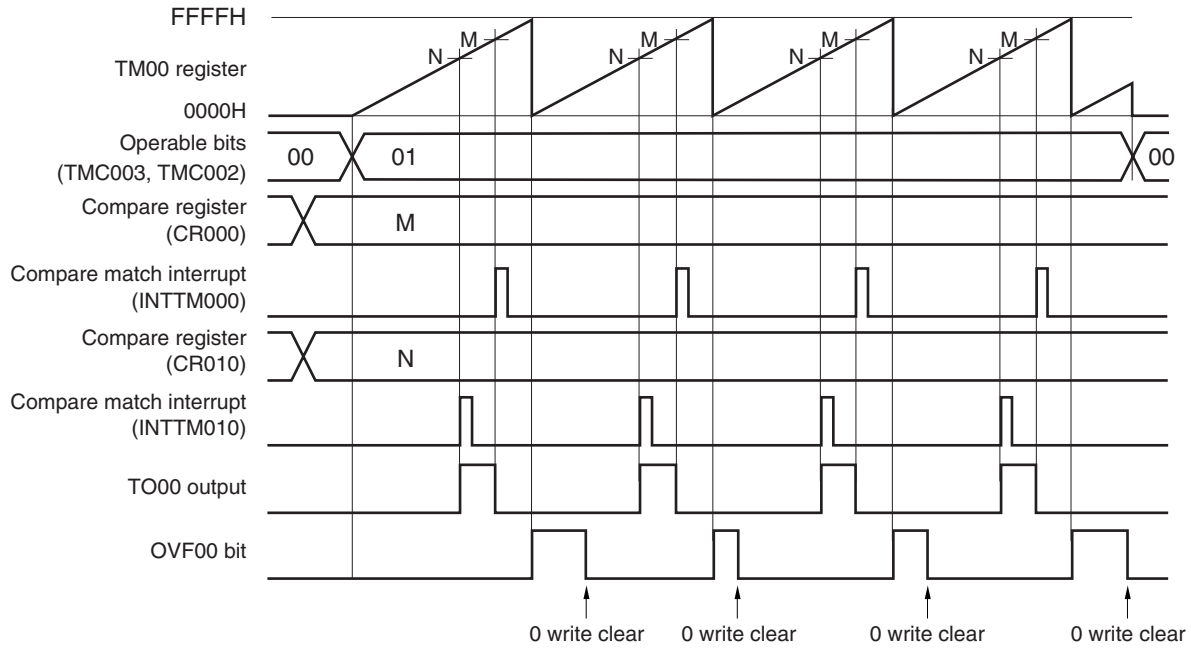 FFFFH
TM00 register
0000H
N M N M N M N M
Operable bits
(TMC003, TMC002)
00 01 00
Compare register
(CR000)
M
Compare match interrupt
(INTTM000)
Compare register
(CR010)
N
Compare match interrupt
(INTTM010)
TO00 output
OVF00 bit
0 write clear 0 write clear 0 write clear 0 write clear